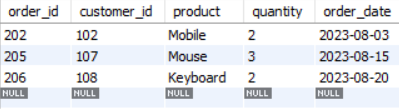 order_id customer_id product quantity order_date
202 102 Mobile 2 2023-08-03
205 107 Mouse 3 2023-08-15
206 108 Keyboard 2 2023-08-20
NULL NULL NULL NULL NULL